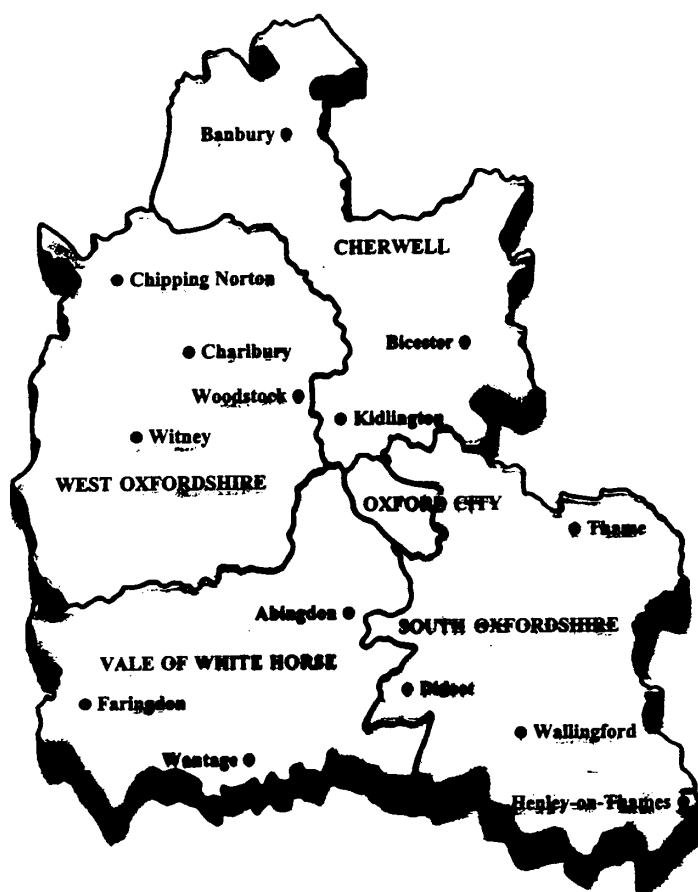 Banbury
CHERWELL
Chipping Norton
Bicester
Charlbury
Woodstock
Kidlington
Witney
WEST OXFORDSHIRE
OXFORD CITY
Thame
Abingdon
SOUTH OXFORDSHIRE
VALE OF WHITE HORSE
Didcot
Faringdon
Wallingford
Wantage
Henley-on-Thames